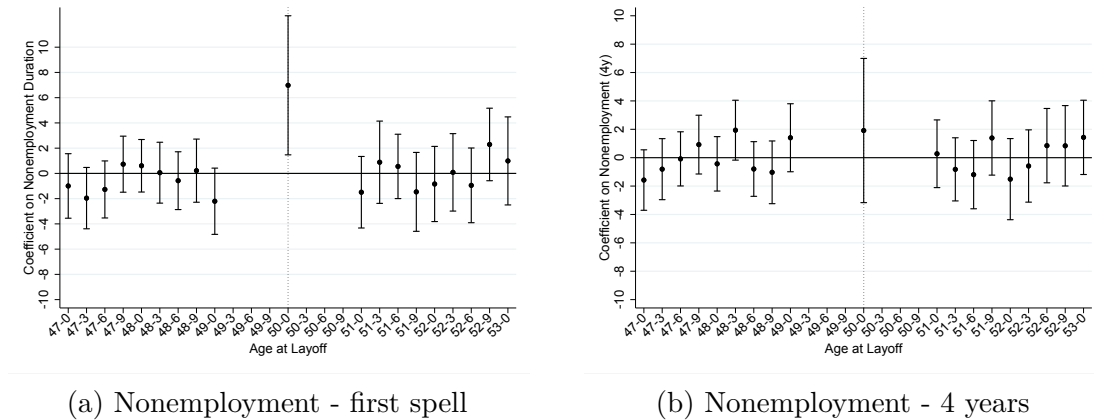 Coefficient on Nonemployment Duration
-10 -8 -6 -4 -2 0 2 4 6 8 10
47-0 47-3 47-6 47-9 48-0 48-3 48-6 48-9 49-0 49-3 49-6 49-9 50-0 50-3 50-6 50-9 51-0 51-3 51-6 51-9 52-0 52-3 52-6 52-9 53-0
Age at Layoff
(a) Nonemployment - first spell
Coefficient on Nonemployment (4y)
-10 -8 -6 -4 -2 0 2 4 6 8 10
47-0 47-3 47-6 47-9 48-0 48-3 48-6 48-9 49-0 49-3 49-6 49-9 50-0 50-3 50-6 50-9 51-0 51-3 51-6 51-9 52-0 52-3 52-6 52-9 53-0
Age at Layoff
(b) Nonemployment - 4 years